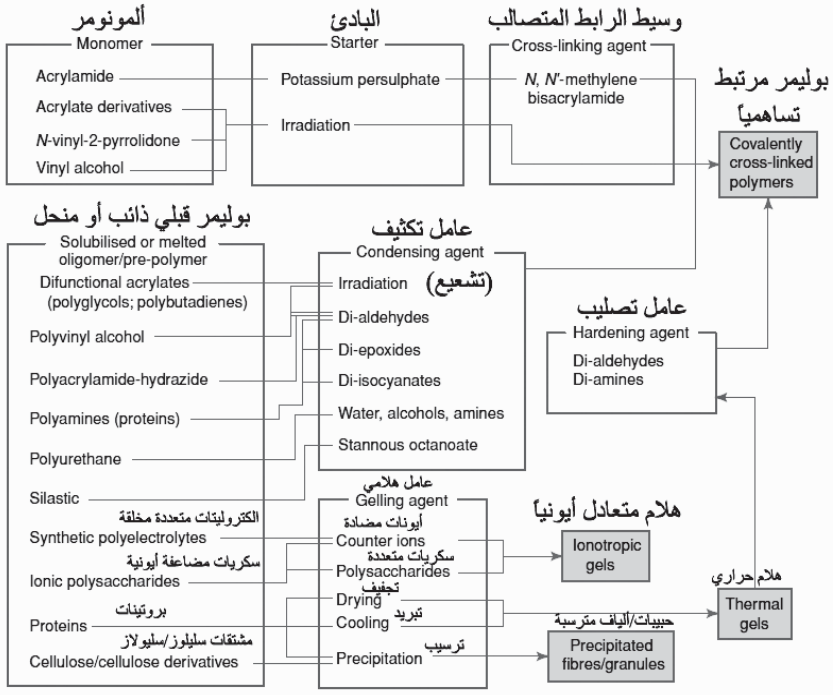 ألمونومر
Monomer
Acrylamide
Acrylate derivatives
N-vinyl-2-pyrrolidone
Vinyl alcohol
البادئ
Starter
Potassium persulphate
Irradiation
وسيط الرابط المتصالب
Cross-linking agent
N, N′-methylene
bisacrylamide
بوليمر مرتبط
تساهمياً
Covalently
cross-linked
polymers
بوليمر قبلي ذائب أو منحل
Solubilised or melted
oligomer/pre-polymer
Difunctional acrylates
(polyglycols; polybutadienes)
Polyvinyl alcohol
Polyacrylamide-hydrazide
Polyamines (proteins)
Polyurethane
Silastic
الكتروليتات متعددة مخلقة
Synthetic polyelectrolytes
سكريات مضاعفة أيونية
Ionic polysaccharides
بروتينات
Proteins
مشتقات سليلوز/سليولاز
Cellulose/cellulose derivatives
عامل تكثيف
Condensing agent
Irradiation (تشعيع)
Di-aldehydes
Di-epoxides
Di-isocyanates
Water, alcohols, amines
Stannous octanoate
عامل تصليب
Hardening agent
Di-aldehydes
Di-amines
عامل هلامي
Gelling agent
أيونات مضادة
Counter ions
سكريات متعددة
Polysaccharides
تجفيف
Drying
تبريد
Cooling
ترسيب
Precipitation
هلام متعادل أيونياً
Ionotropic
gels
هلام حراري
Thermal
gels
حبيبات/ألياف مترسبة
Precipitated
fibres/granules